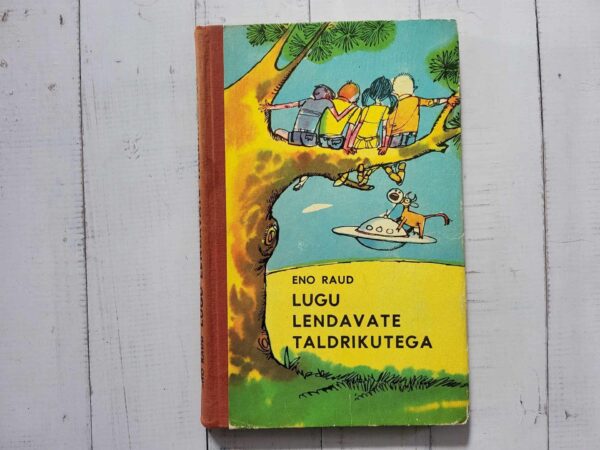 ENO RAUD
LUGU
LENDAVATE
TALDRIKUTEGA